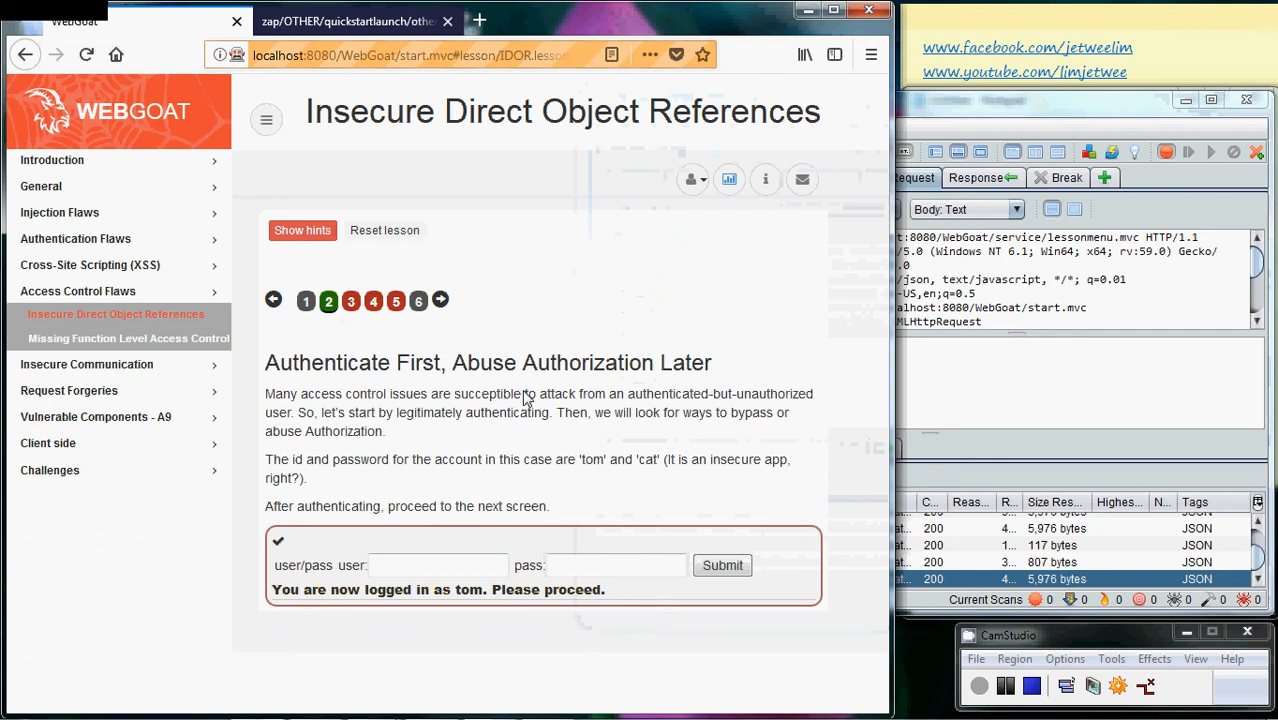 WebGoat
zap/OTHER/quickstartlaunch/othe
localhost:8080/WebGoat/start.mvc#lesson/IDOR.lesso
www.facebook.com/jetweelim
www.youtube.com/limjetwee
WEBGOAT
Insecure Direct Object References
Introduction
General
Injection Flaws
Authentication Flaws
Cross-Site Scripting (XSS)
Access Control Flaws
Insecure Direct Object References
Missing Function Level Access Control
Insecure Communication
Request Forgeries
Vulnerable Components - A9
Client side
Challenges
Show hints
Reset lesson
1 2 3 4 5 6
Authenticate First, Abuse Authorization Later
Many access control issues are succeptible to attack from an authenticated-but-unauthorized
user. So, let's start by legitimately authenticating. Then, we will look for ways to bypass or
abuse Authorization.
The id and password for the account in this case are 'tom' and 'cat' (It is an insecure app,
right?).
After authenticating, proceed to the next screen.
user/pass user: pass: Submit
You are now logged in as tom. Please proceed.
equest Response Break
Body: Text
t:8080/WebGoat/service/lessonmenu.mvc HTTP/1.1
/5.0 (Windows NT 6.1; Win64; x64; rv:59.0) Gecko/
.0
/json, text/javascript, */*; q=0.01
-US,en;q=0.5
alhost:8080/WebGoat/start.mvc
MLHttpRequest
C... Reas... R... Size Res... Highes... N... Tags
at... 200 4... 5,976 bytes JSON
at... 200 1... 117 bytes JSON
at... 200 3... 807 bytes JSON
at... 200 4... 5,976 bytes JSON
Current Scans 0 0 0 0 0 0 0
CamStudio
File Region Options Tools Effects View Help